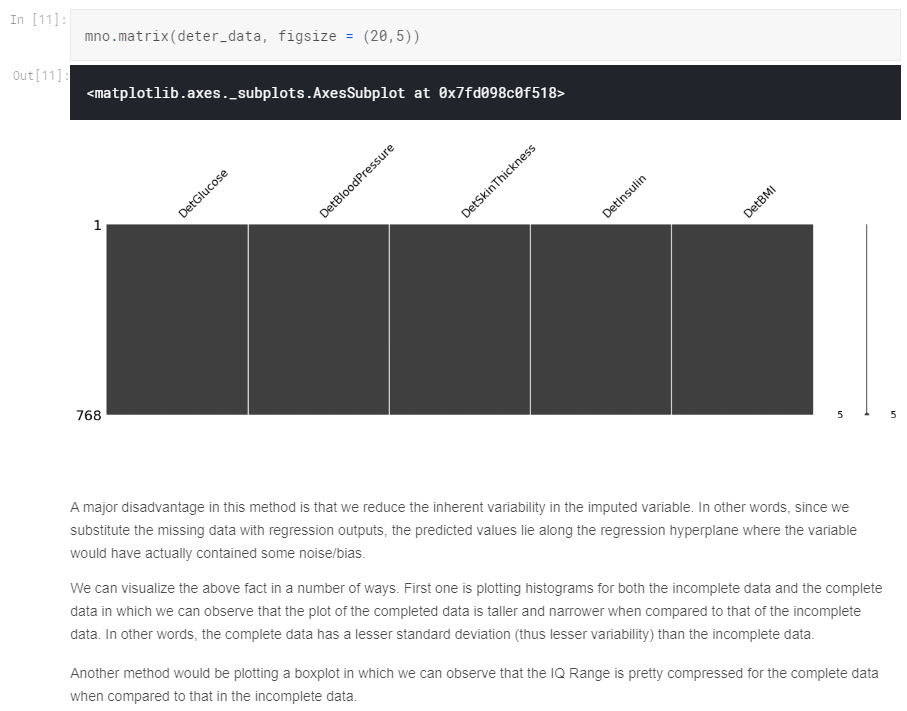 In [11]:
mno.matrix(deter_data, figsize = (20,5))
Out[11]:
<matplotlib.axes._subplots.AxesSubplot at 0x7fd098c0f518>
DetGlucose
DetBloodPressure
DetSkinThickness
DetInsulin
DetBMI
1
768
5
5
A major disadvantage in this method is that we reduce the inherent variability in the imputed variable. In other words, since we
substitute the missing data with regression outputs, the predicted values lie along the regression hyperplane where the variable
would have actually contained some noise/bias.
We can visualize the above fact in a number of ways. First one is plotting histograms for both the incomplete data and the complete
data in which we can observe that the plot of the completed data is taller and narrower when compared to that of the incomplete
data. In other words, the complete data has a lesser standard deviation (thus lesser variability) than the incomplete data.
Another method would be plotting a boxplot in which we can observe that the IQ Range is pretty compressed for the complete data
when compared to that in the incomplete data.